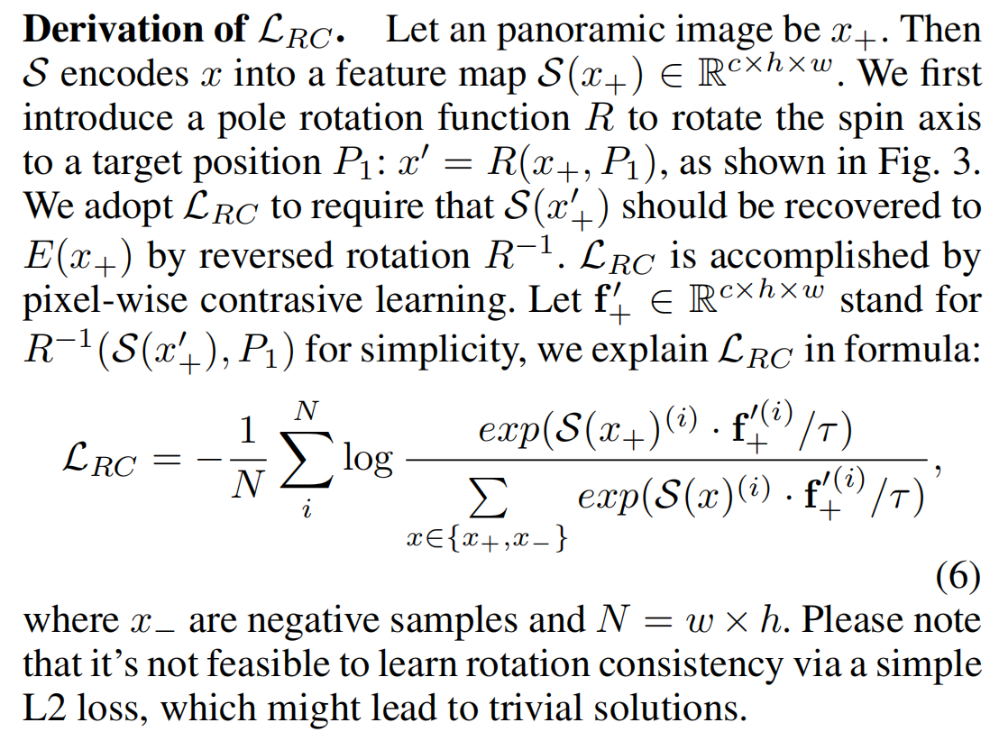 Derivation of $\mathcal{L}_{RC}$. Let an panoramic image be $x_+$. Then
$\mathcal{S}$ encodes $x$ into a feature map $\mathcal{S}(x_+) \in \mathbb{R}^{c \times h \times w}$. We first
introduce a pole rotation function $R$ to rotate the spin axis
to a target position $P_1$: $x' = R(x_+, P_1)$, as shown in Fig. 3.
We adopt $\mathcal{L}_{RC}$ to require that $\mathcal{S}(x'_+)$ should be recovered to
$E(x_+)$ by reversed rotation $R^{-1}$. $\mathcal{L}_{RC}$ is accomplished by
pixel-wise contrasive learning. Let $\mathbf{f}'_+ \in \mathbb{R}^{c \times h \times w}$ stand for
$R^{-1}(\mathcal{S}(x'_+), P_1)$ for simplicity, we explain $\mathcal{L}_{RC}$ in formula:
$\mathcal{L}_{RC} = -\frac{1}{N} \sum_{i}^{N} \log \frac{exp(\mathcal{S}(x_+)^{(i)} \cdot \mathbf{f}_+^{\prime(i)}/\tau)}{\sum_{x \in \{x_+, x_-\}} exp(\mathcal{S}(x)^{(i)} \cdot \mathbf{f}_+^{\prime(i)}/\tau)},$
(6)
where $x_-$ are negative samples and $N = w \times h$. Please note
that it's not feasible to learn rotation consistency via a simple
L2 loss, which might lead to trivial solutions.